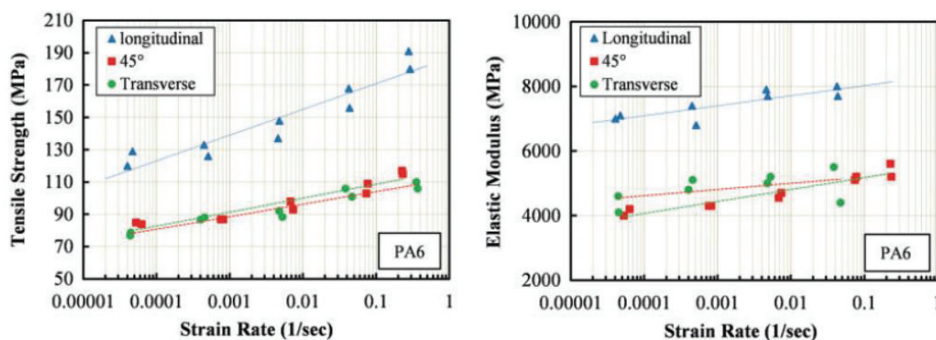 210
190
170
150
130
110
90
70
50
Tensile Strength (MPa)
longitudinal
45°
Transverse
PA6
0.00001 0.0001 0.001 0.01 0.1 1
Strain Rate (1/sec)
10000
8000
6000
4000
2000
Elastic Modulus (MPa)
Longitudinal
45°
Transverse
PA6
0.00001 0.0001 0.001 0.01 0.1 1
Strain Rate (1/sec)